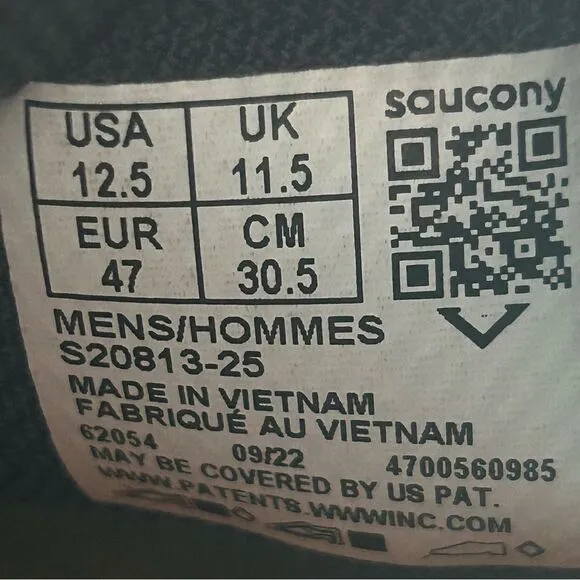 saucony
USA UK
12.5 11.5
EUR CM
47 30.5
MENS/HOMMES
S20813-25
MADE IN VIETNAM
FABRIQUÉ AU VIETNAM
62054 09/22 4700560985
MAY BE COVERED BY US PAT.
WWW.PATENTS.WWWINC.COM